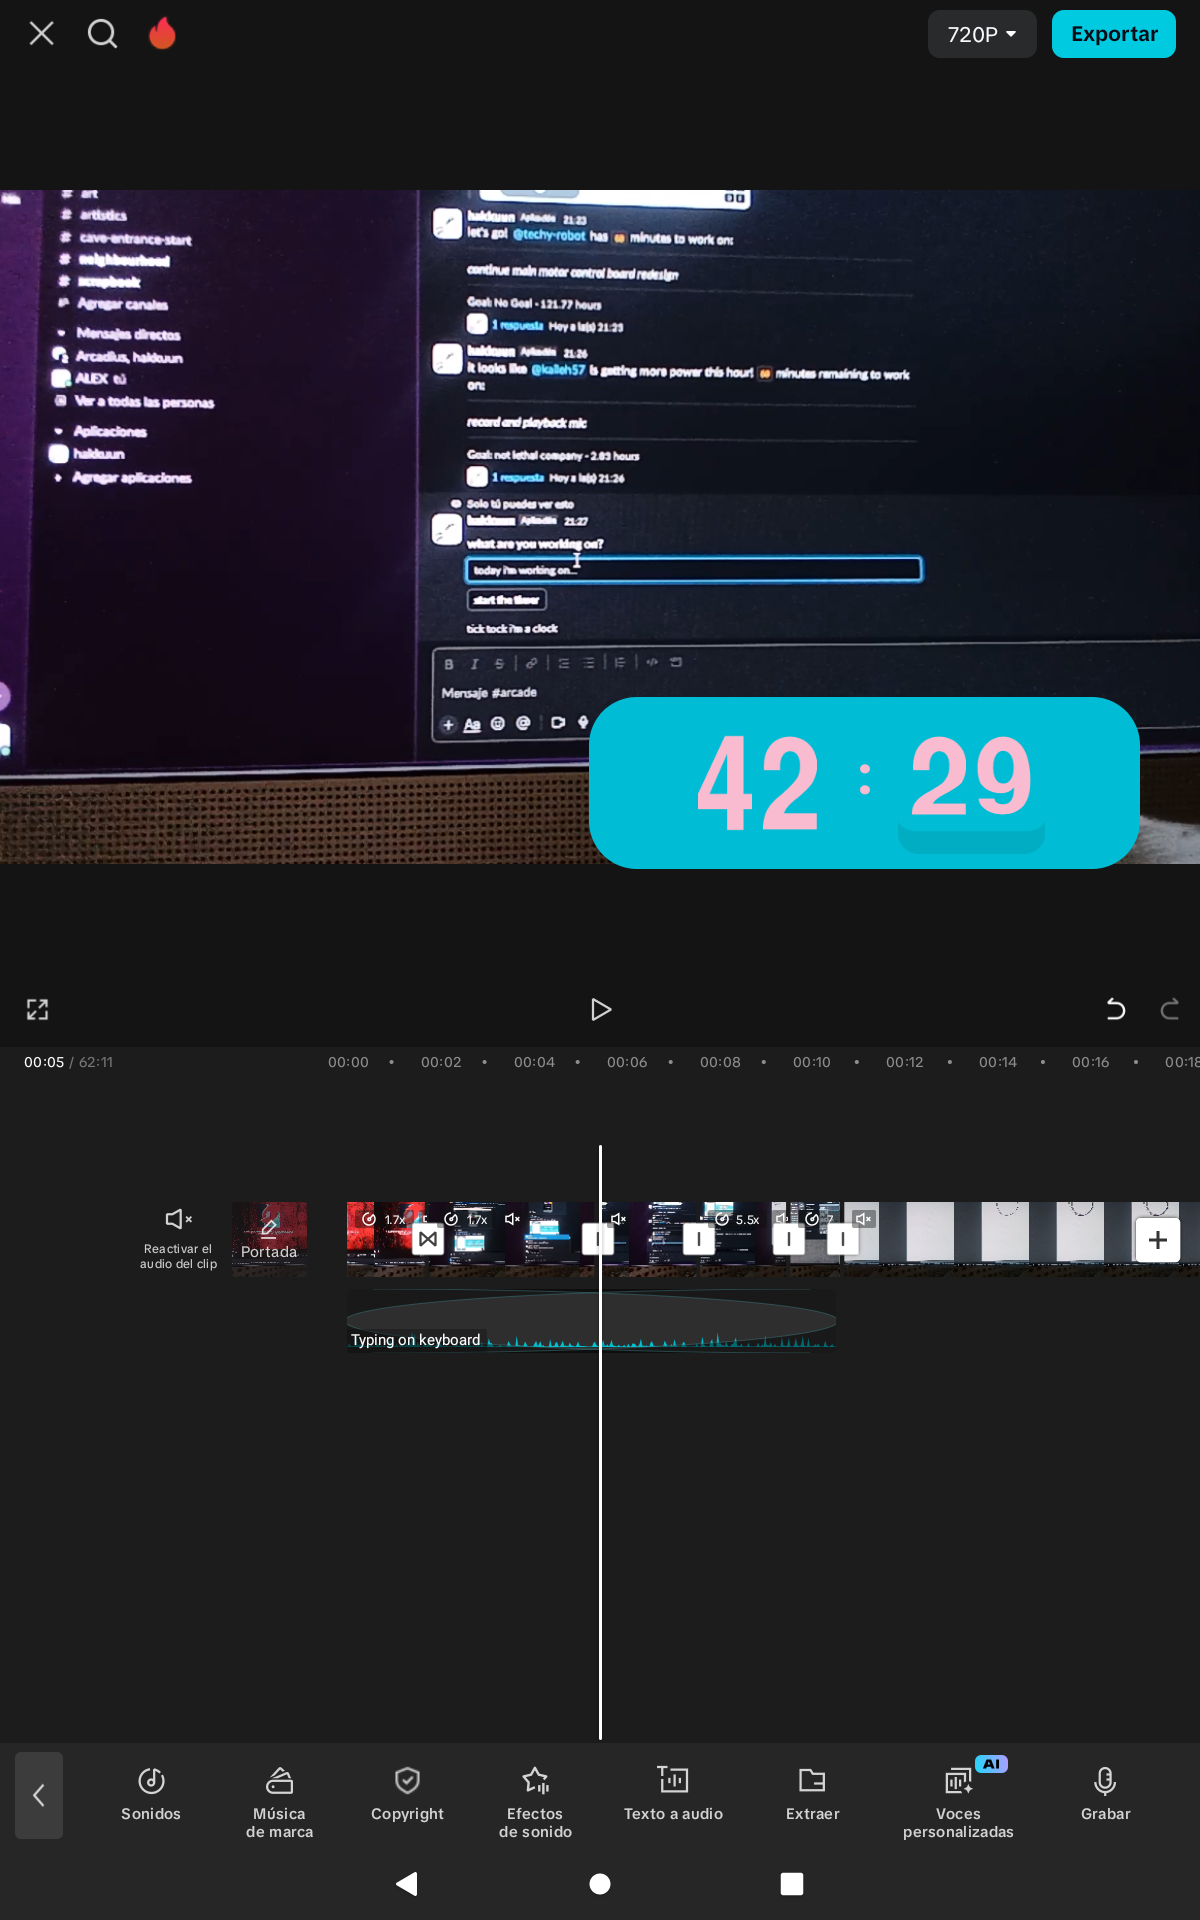 720P
Exportar
# art
# artistics
# cave-entrance-start
# neighbourhood
# scrapbook
Agregar canales
Mensajes directos
Arcadius, hakkuun
ALEX tú
Ver a todas las personas
Aplicaciones
hakkuun
+ Agregar aplicaciones
hakkuun Aplicación 21:23
let's go! @techy-robot has 60 minutes to work on:
continue main motor control board redesign
Goal: No Goal - 121.77 hours
1 respuesta Hoy a la(s) 21:23
hakkuun Aplicación 21:26
it looks like @kalleh57 is getting more power this hour! 60 minutes remaining to work
on:
record and playback mic
Goal: not lethal company - 2.83 hours
1 respuesta Hoy a la(s) 21:26
Solo tú puedes ver esto
hakkuun Aplicación 21:27
what are you working on?
today i'm working on...
start the timer
tick tock i'm a clock
B I S
Mensaje #arcade
+ Aa @
42 : 29
00:05 / 62:11
00:00 00:02 00:04 00:06 00:08 00:10 00:12 00:14 00:16 00:18
1.7x 1.7x 5.5x 7
Reactivar el
audio del clip
Portada
Typing on keyboard
AI
Sonidos
Música
de marca
Copyright
Efectos
de sonido
Texto a audio
Extraer
Voces
personalizadas
Grabar